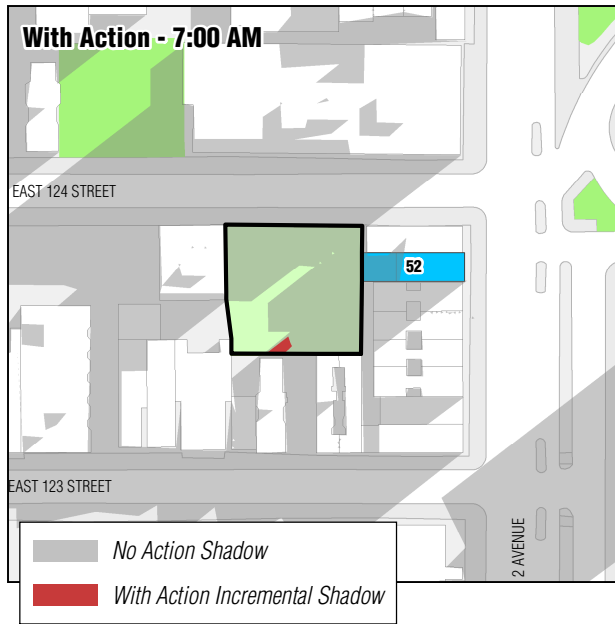 With Action - 7:00 AM
EAST 124 STREET
52
EAST 123 STREET
2 AVENUE
No Action Shadow
With Action Incremental Shadow